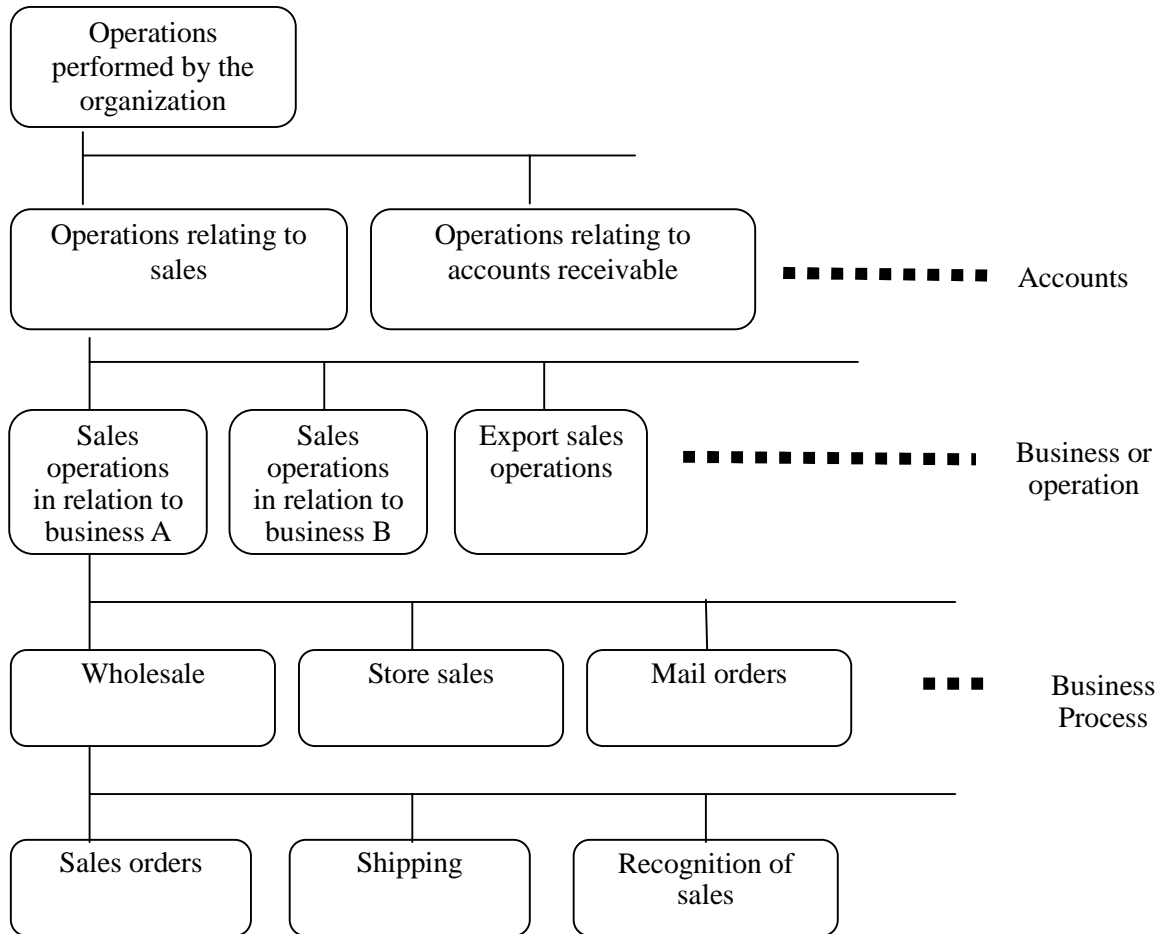 Operations
performed by the
organization
Operations relating to
sales
Operations relating to
accounts receivable
Accounts
Sales
operations
in relation to
business A
Sales
operations
in relation to
business B
Export sales
operations
Business or
operation
Wholesale
Store sales
Mail orders
Business
Process
Sales orders
Shipping
Recognition of
sales